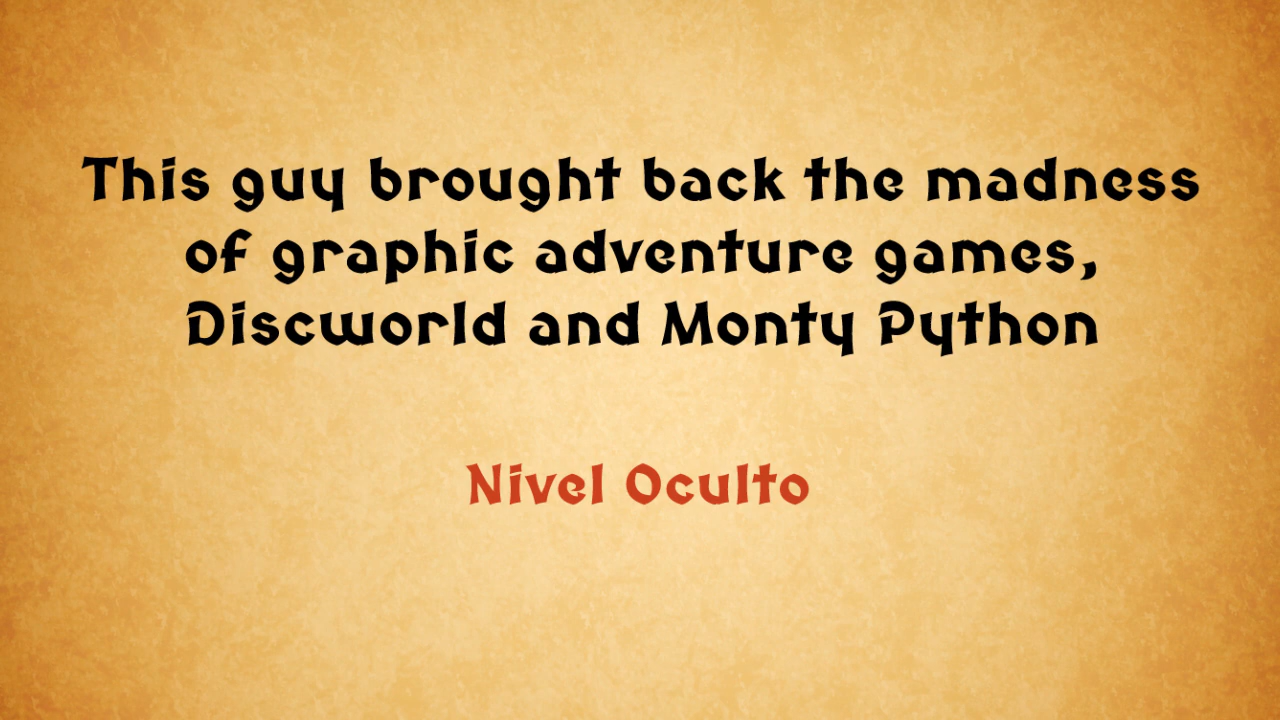 This guy brought back the madness
of graphic adventure games,
Discworld and Monty Python
Nivel Oculto